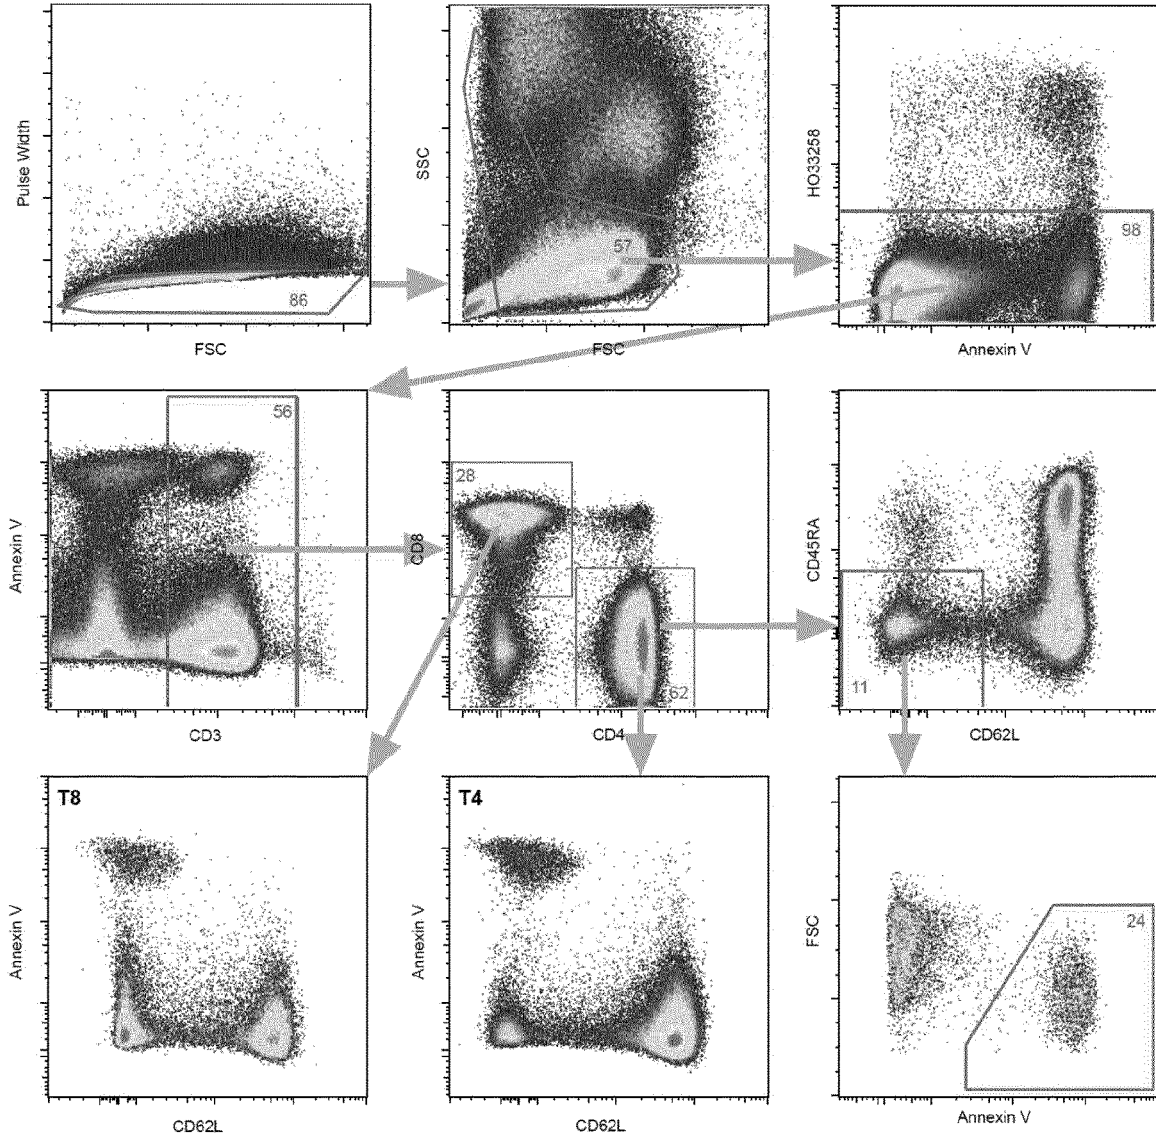 Pulse Width
86
FSC
SSC
57
FSC
HO33258
98
Annexin V
Annexin V
56
CD3
CD8
28
62
CD4
CD45RA
11
CD62L
T8
Annexin V
CD62L
T4
Annexin V
CD62L
FSC
24
Annexin V